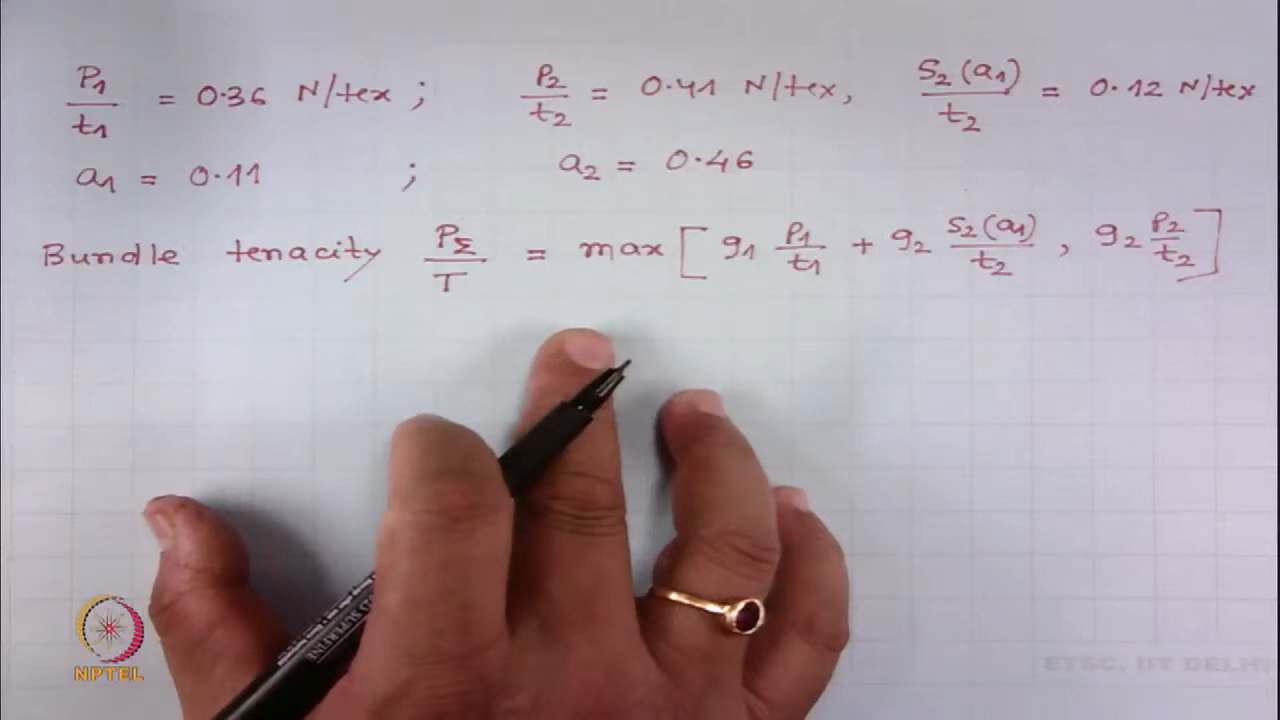 P1/t1 = 0.36 N/tex ; P2/t2 = 0.41 N/tex, S2(a1)/t2 = 0.12 N/tex
a1 = 0.11 ; a2 = 0.46
Bundle tenacity PΣ/T = max [ g1 P1/t1 + g2 S2(a1)/t2 , g2 P2/t2 ]
NPTEL
ETSC, IIT DELHI